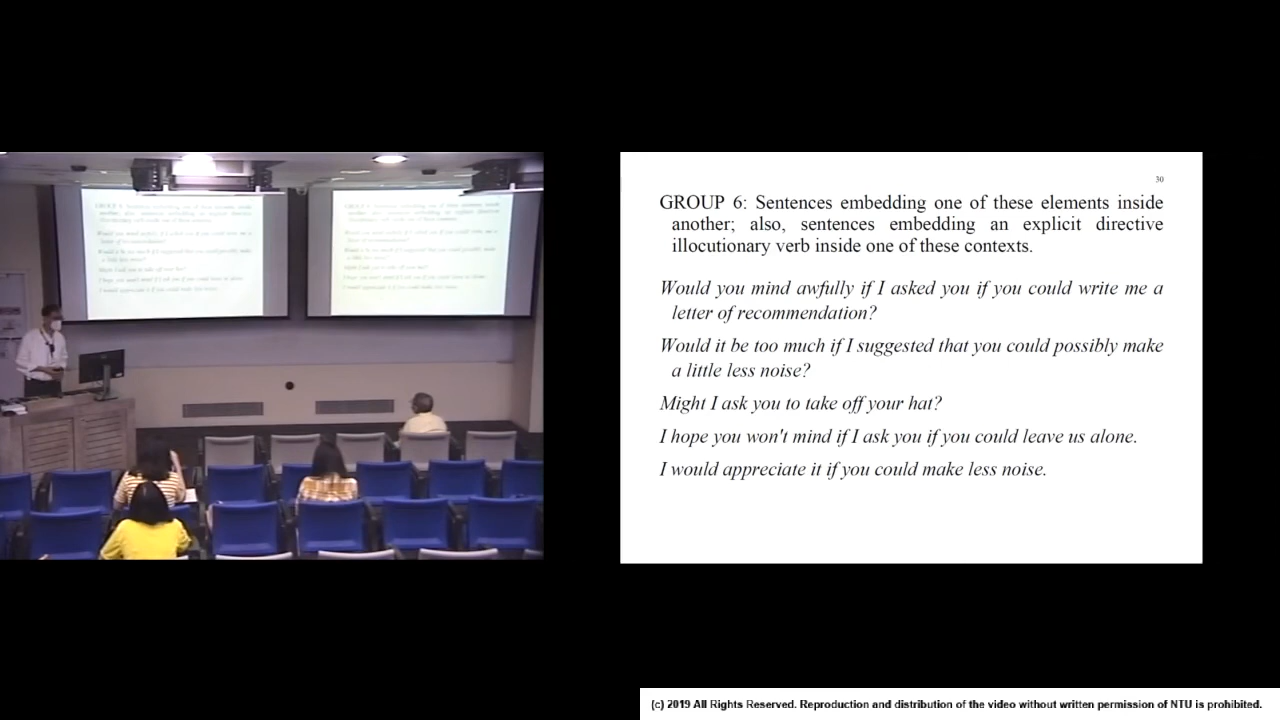 30
GROUP 6: Sentences embedding one of these elements inside
another; also, sentences embedding an explicit directive
illocutionary verb inside one of these contexts.
Would you mind awfully if I asked you if you could write me a
letter of recommendation?
Would it be too much if I suggested that you could possibly make
a little less noise?
Might I ask you to take off your hat?
I hope you won't mind if I ask you if you could leave us alone.
I would appreciate it if you could make less noise.
(c) 2019 All Rights Reserved. Reproduction and distribution of the video without written permission of NTU is prohibited.